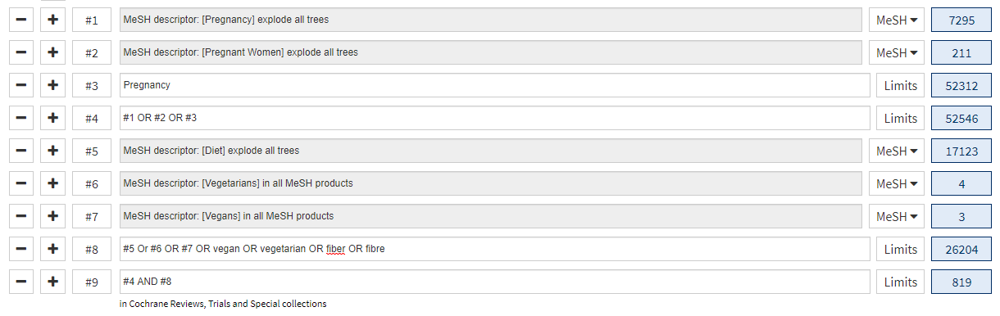 − + #1 MeSH descriptor: [Pregnancy] explode all trees MeSH 7295
− + #2 MeSH descriptor: [Pregnant Women] explode all trees MeSH 211
− + #3 Pregnancy Limits 52312
− + #4 #1 OR #2 OR #3 Limits 52546
− + #5 MeSH descriptor: [Diet] explode all trees MeSH 17123
− + #6 MeSH descriptor: [Vegetarians] in all MeSH products MeSH 4
− + #7 MeSH descriptor: [Vegans] in all MeSH products MeSH 3
− + #8 #5 Or #6 OR #7 OR vegan OR vegetarian OR fiber OR fibre Limits 26204
− + #9 #4 AND #8 Limits 819
in Cochrane Reviews, Trials and Special collections